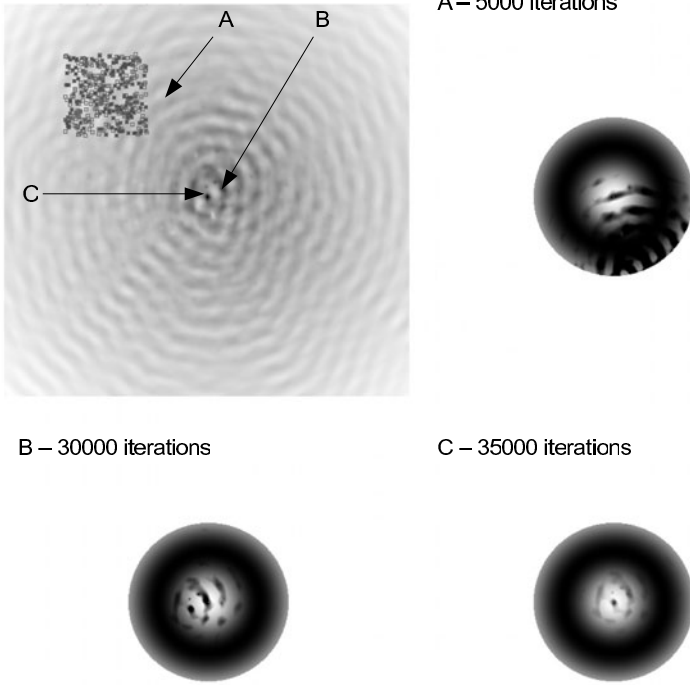 A – 5000 iterations
A
B
C
B – 30000 iterations
C – 35000 iterations